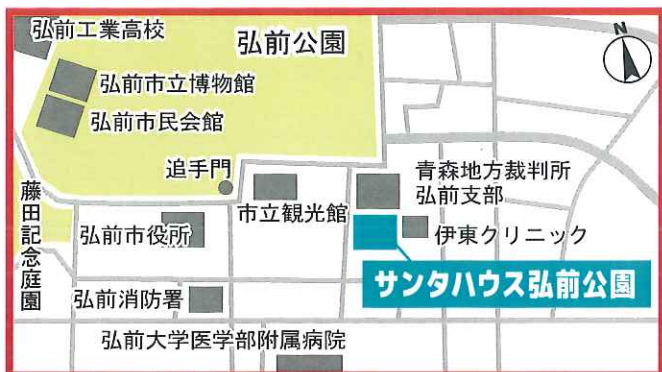 弘前工業高校
弘前公園
N
弘前市立博物館
弘前市民会館
追手門
青森地方裁判所
弘前支部
藤田記念庭園
市立観光館
弘前市役所
伊東クリニック
サンタハウス弘前公園
弘前消防署
弘前大学医学部附属病院